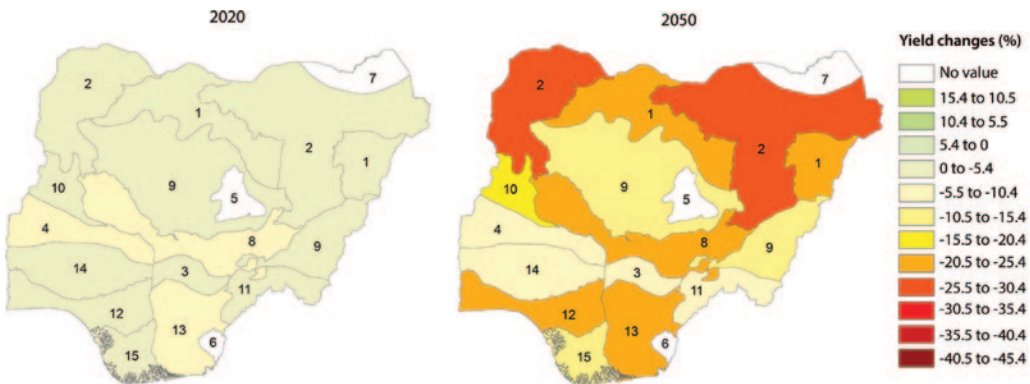 2020
2050
2
7
1
2
1
10
9
5
4
8
9
3
14
11
12
13
6
15
2
7
1
2
1
10
9
5
4
8
9
3
14
11
12
13
6
15
Yield changes (%)
No value
15.4 to 10.5
10.4 to 5.5
5.4 to 0
0 to -5.4
-5.5 to -10.4
-10.5 to -15.4
-15.5 to -20.4
-20.5 to -25.4
-25.5 to -30.4
-30.5 to -35.4
-35.5 to -40.4
-40.5 to -45.4